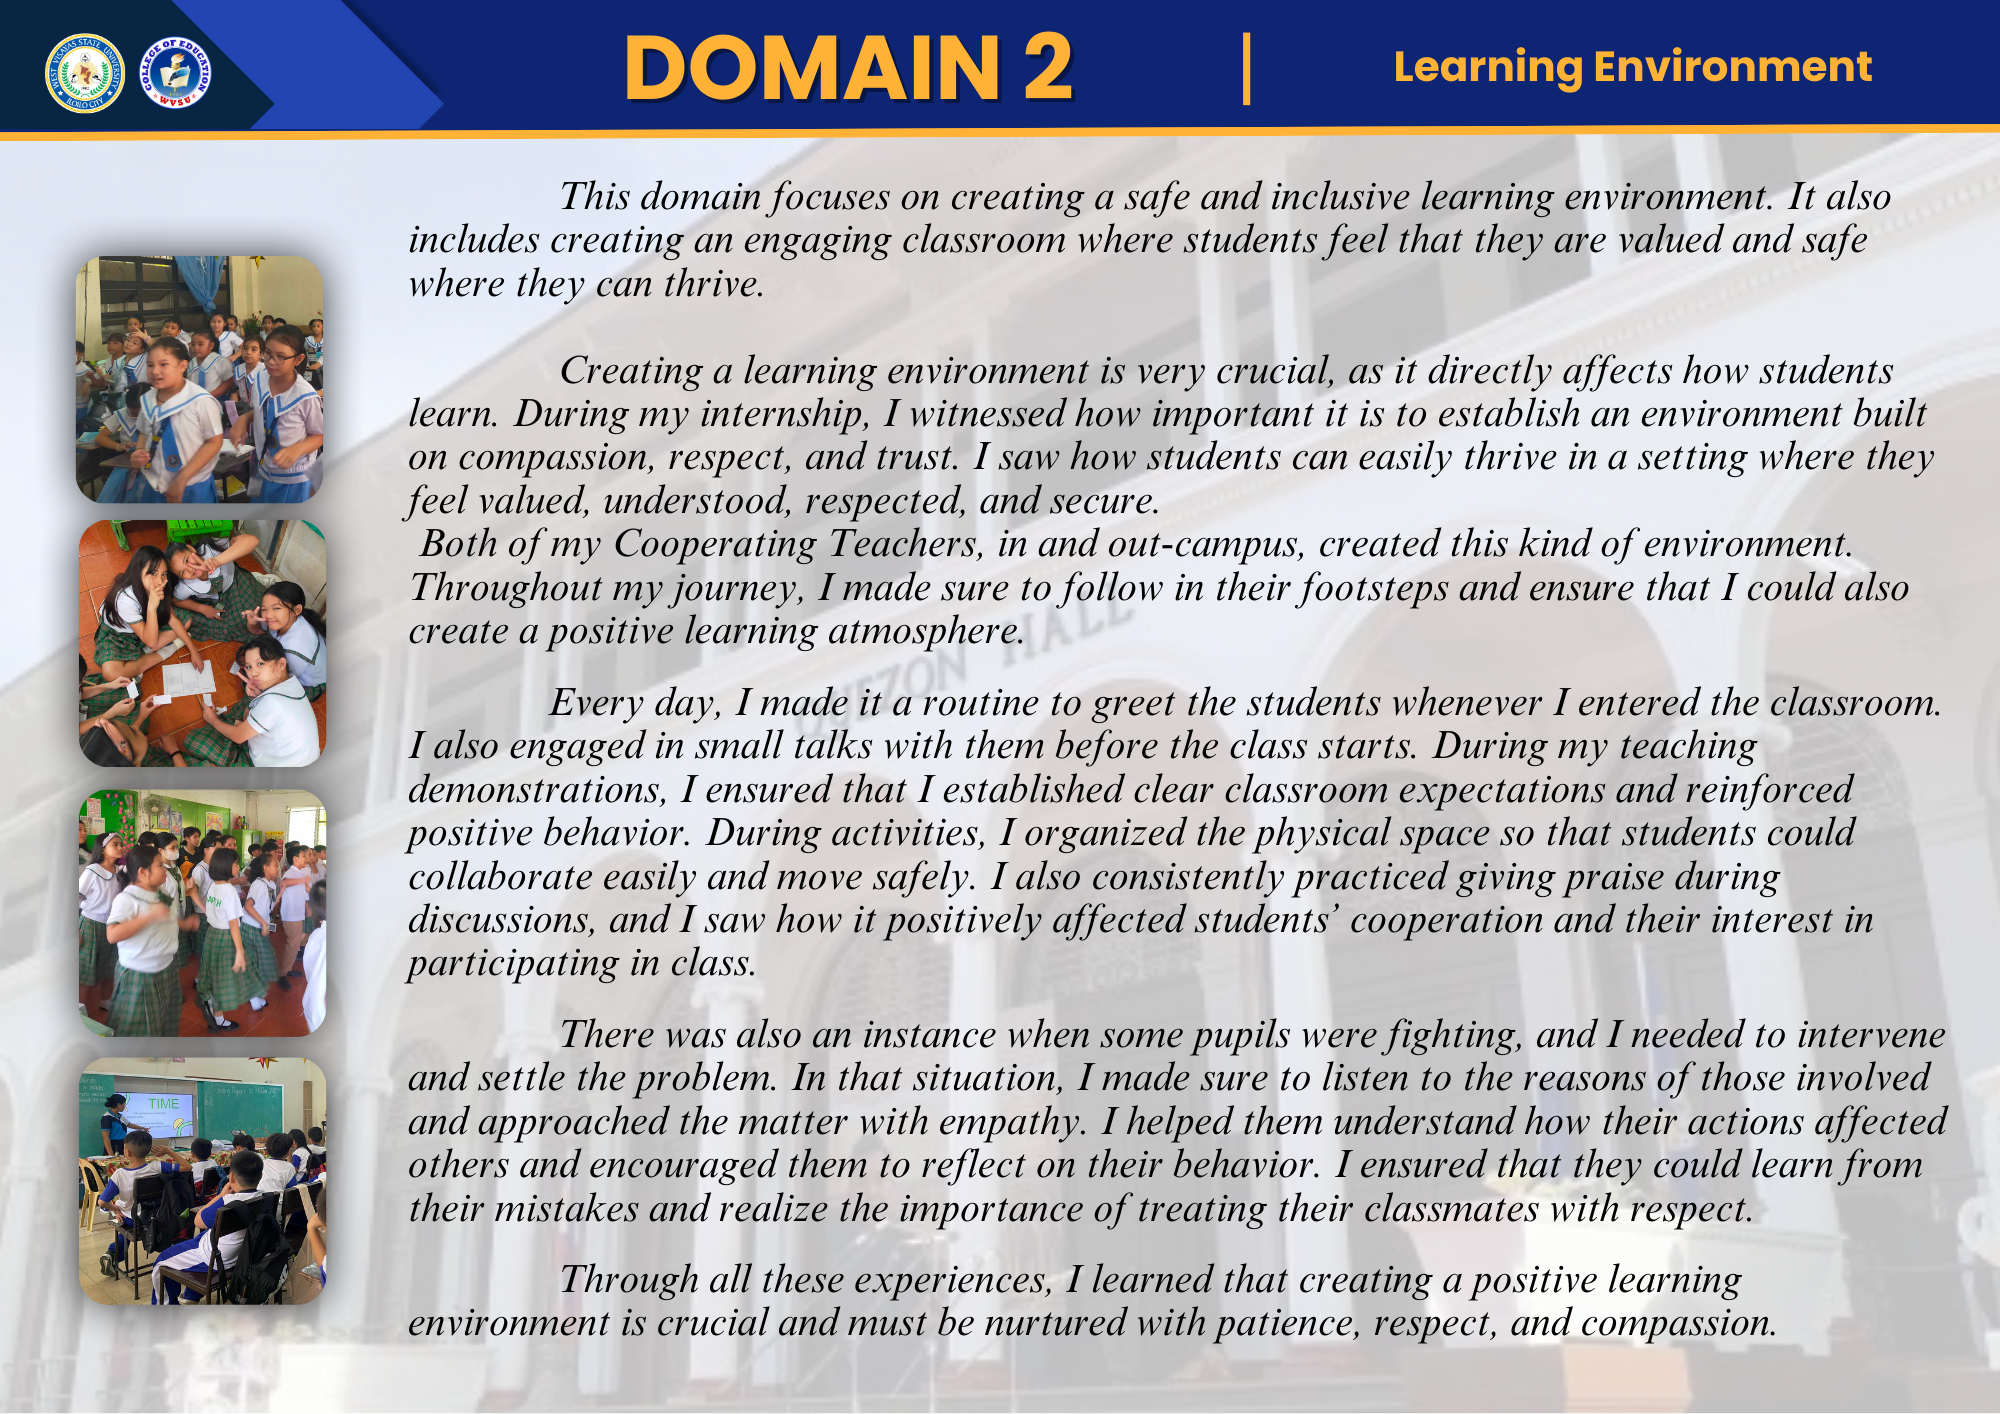 WEST VISAYAS STATE UNIVERSITY
ILOILO CITY
COLLEGE OF EDUCATION
WVSU
DOMAIN 2
Learning Environment
This domain focuses on creating a safe and inclusive learning environment. It also
includes creating an engaging classroom where students feel that they are valued and safe
where they can thrive.
Creating a learning environment is very crucial, as it directly affects how students
learn. During my internship, I witnessed how important it is to establish an environment built
on compassion, respect, and trust. I saw how students can easily thrive in a setting where they
feel valued, understood, respected, and secure.
Both of my Cooperating Teachers, in and out-campus, created this kind of environment.
Throughout my journey, I made sure to follow in their footsteps and ensure that I could also
create a positive learning atmosphere.
QUEZON HALL
Every day, I made it a routine to greet the students whenever I entered the classroom.
I also engaged in small talks with them before the class starts. During my teaching
demonstrations, I ensured that I established clear classroom expectations and reinforced
positive behavior. During activities, I organized the physical space so that students could
collaborate easily and move safely. I also consistently practiced giving praise during
discussions, and I saw how it positively affected students’ cooperation and their interest in
participating in class.
There was also an instance when some pupils were fighting, and I needed to intervene
and settle the problem. In that situation, I made sure to listen to the reasons of those involved
and approached the matter with empathy. I helped them understand how their actions affected
others and encouraged them to reflect on their behavior. I ensured that they could learn from
their mistakes and realize the importance of treating their classmates with respect.
TIME
Through all these experiences, I learned that creating a positive learning
environment is crucial and must be nurtured with patience, respect, and compassion.